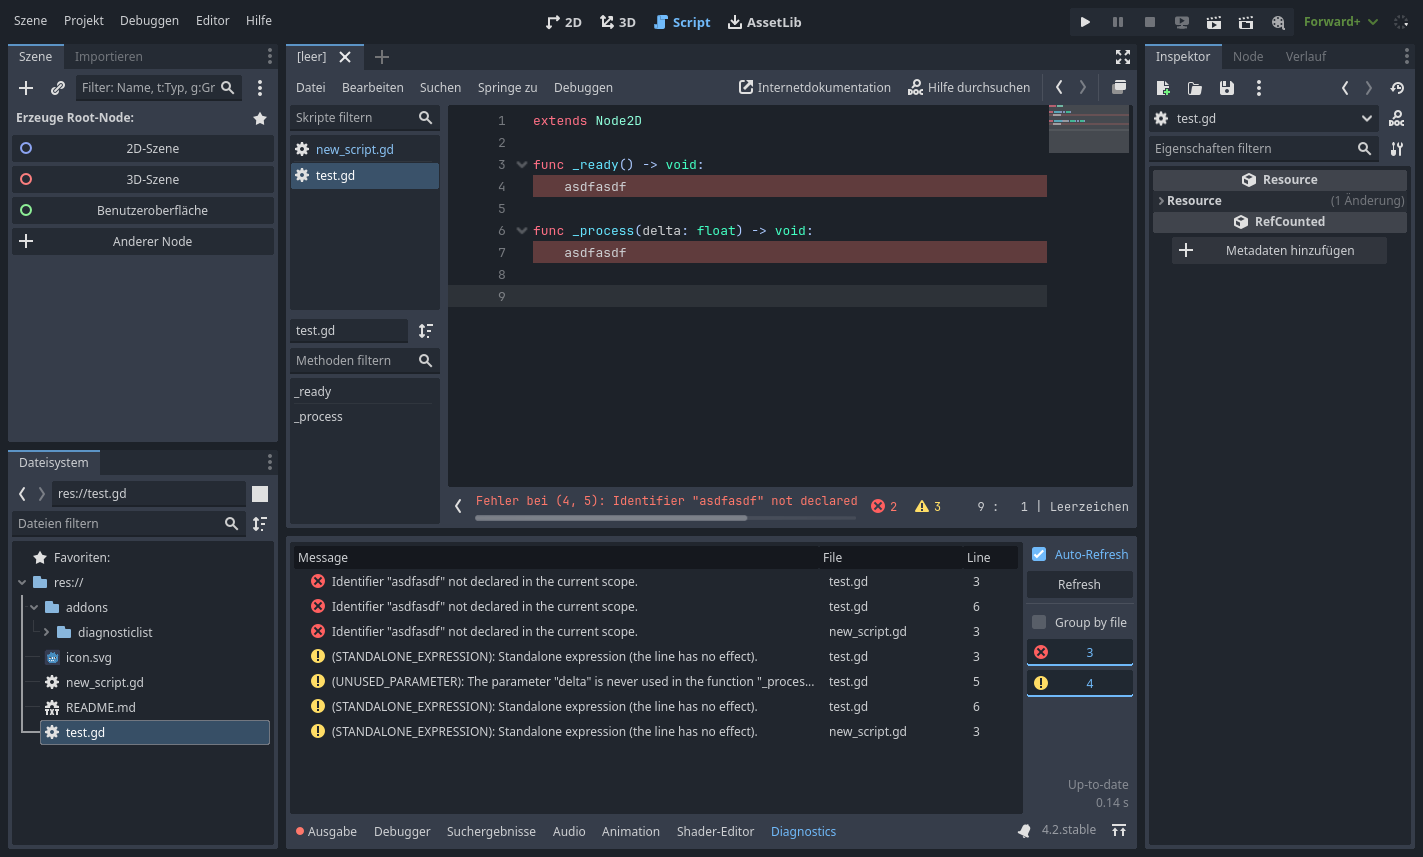 Szene Projekt Debuggen Editor Hilfe
2D 3D Script AssetLib
Forward+
Szene Importieren
Filter: Name, t:Typ, g:Gr
Erzeuge Root-Node:
2D-Szene
3D-Szene
Benutzeroberfläche
Anderer Node
Dateisystem
res://test.gd
Dateien filtern
Favoriten:
res://
addons
diagnosticlist
icon.svg
new_script.gd
README.md
test.gd
[leer]
Datei Bearbeiten Suchen Springe zu Debuggen
Internetdokumentation Hilfe durchsuchen
Skripte filtern
new_script.gd
test.gd
test.gd
Methoden filtern
_ready
_process
1 extends Node2D
2
3 func _ready() -> void:
4 asdfasdf
5
6 func _process(delta: float) -> void:
7 asdfasdf
8
9
Fehler bei (4, 5): Identifier "asdfasdf" not declared
2 3 9 : 1 | Leerzeichen
Message File Line
Identifier "asdfasdf" not declared in the current scope. test.gd 3
Identifier "asdfasdf" not declared in the current scope. test.gd 6
Identifier "asdfasdf" not declared in the current scope. new_script.gd 3
(STANDALONE_EXPRESSION): Standalone expression (the line has no effect). test.gd 3
(UNUSED_PARAMETER): The parameter "delta" is never used in the function "_proces... test.gd 5
(STANDALONE_EXPRESSION): Standalone expression (the line has no effect). test.gd 6
(STANDALONE_EXPRESSION): Standalone expression (the line has no effect). new_script.gd 3
Auto-Refresh
Refresh
Group by file
3
4
Up-to-date
0.14 s
Ausgabe Debugger Suchergebnisse Audio Animation Shader-Editor Diagnostics
4.2.stable
Inspektor Node Verlauf
test.gd
DOC
Eigenschaften filtern
Resource
Resource (1 Änderung)
RefCounted
Metadaten hinzufügen